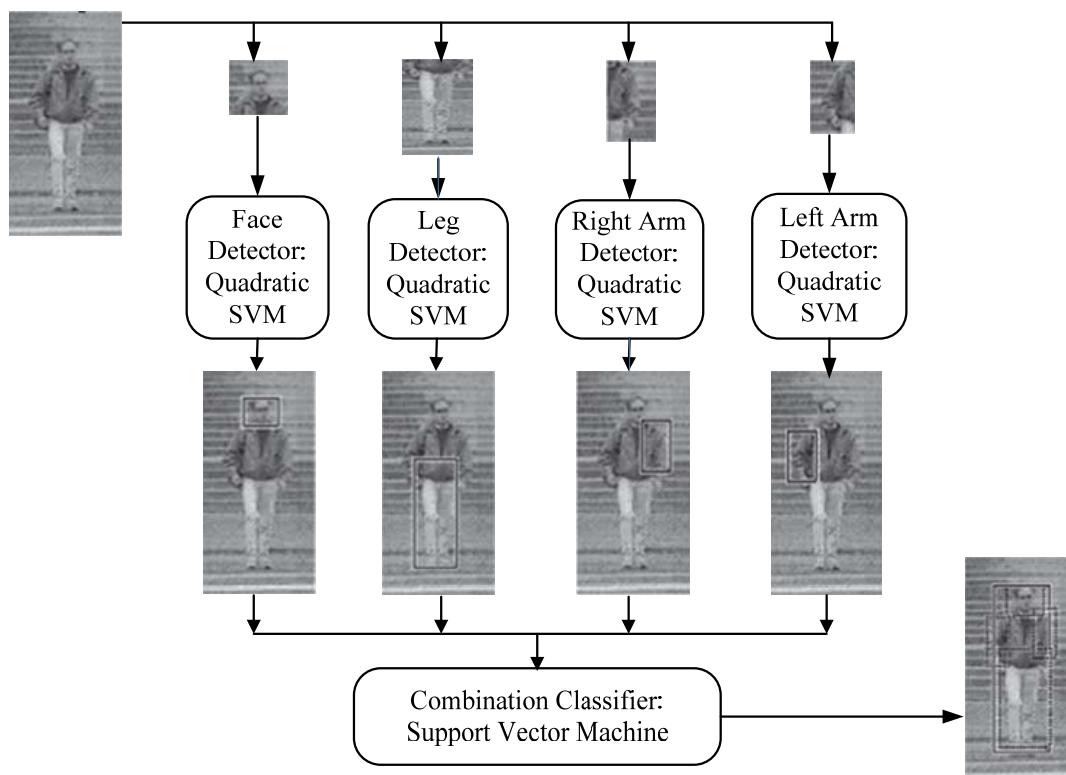 Face
Detector:
Quadratic
SVM
Leg
Detector:
Quadratic
SVM
Right Arm
Detector:
Quadratic
SVM
Left Arm
Detector:
Quadratic
SVM
Combination Classifier:
Support Vector Machine